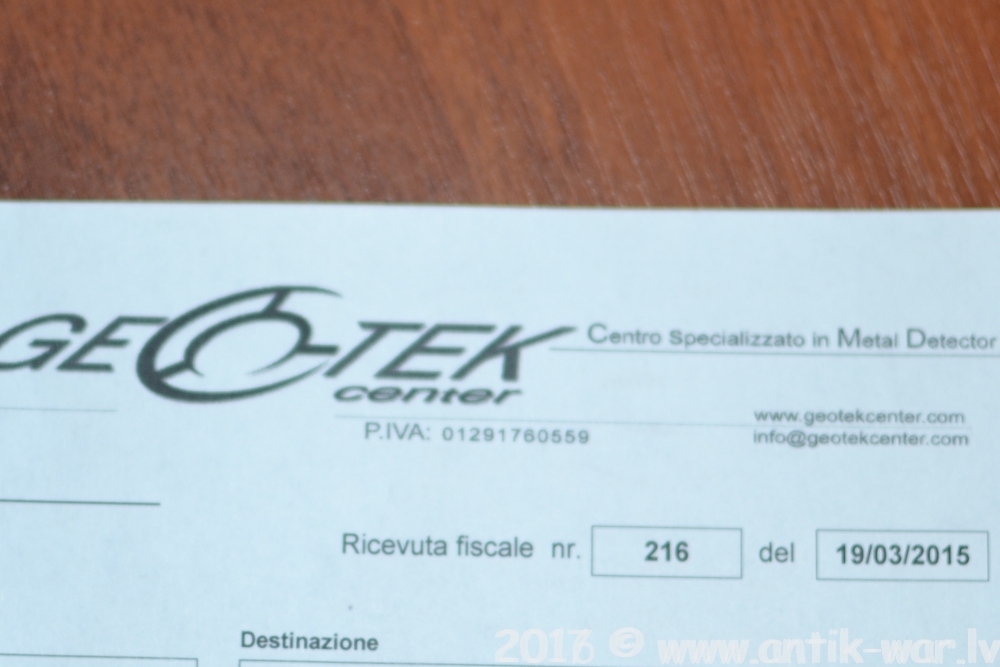 GEOTEK
center
Centro Specializzato in Metal Detector
P.IVA: 01291760559
www.geotekcenter.com
info@geotekcenter.com
Ricevuta fiscale nr. 216 del 19/03/2015
Destinazione
© www.antik-war.lv